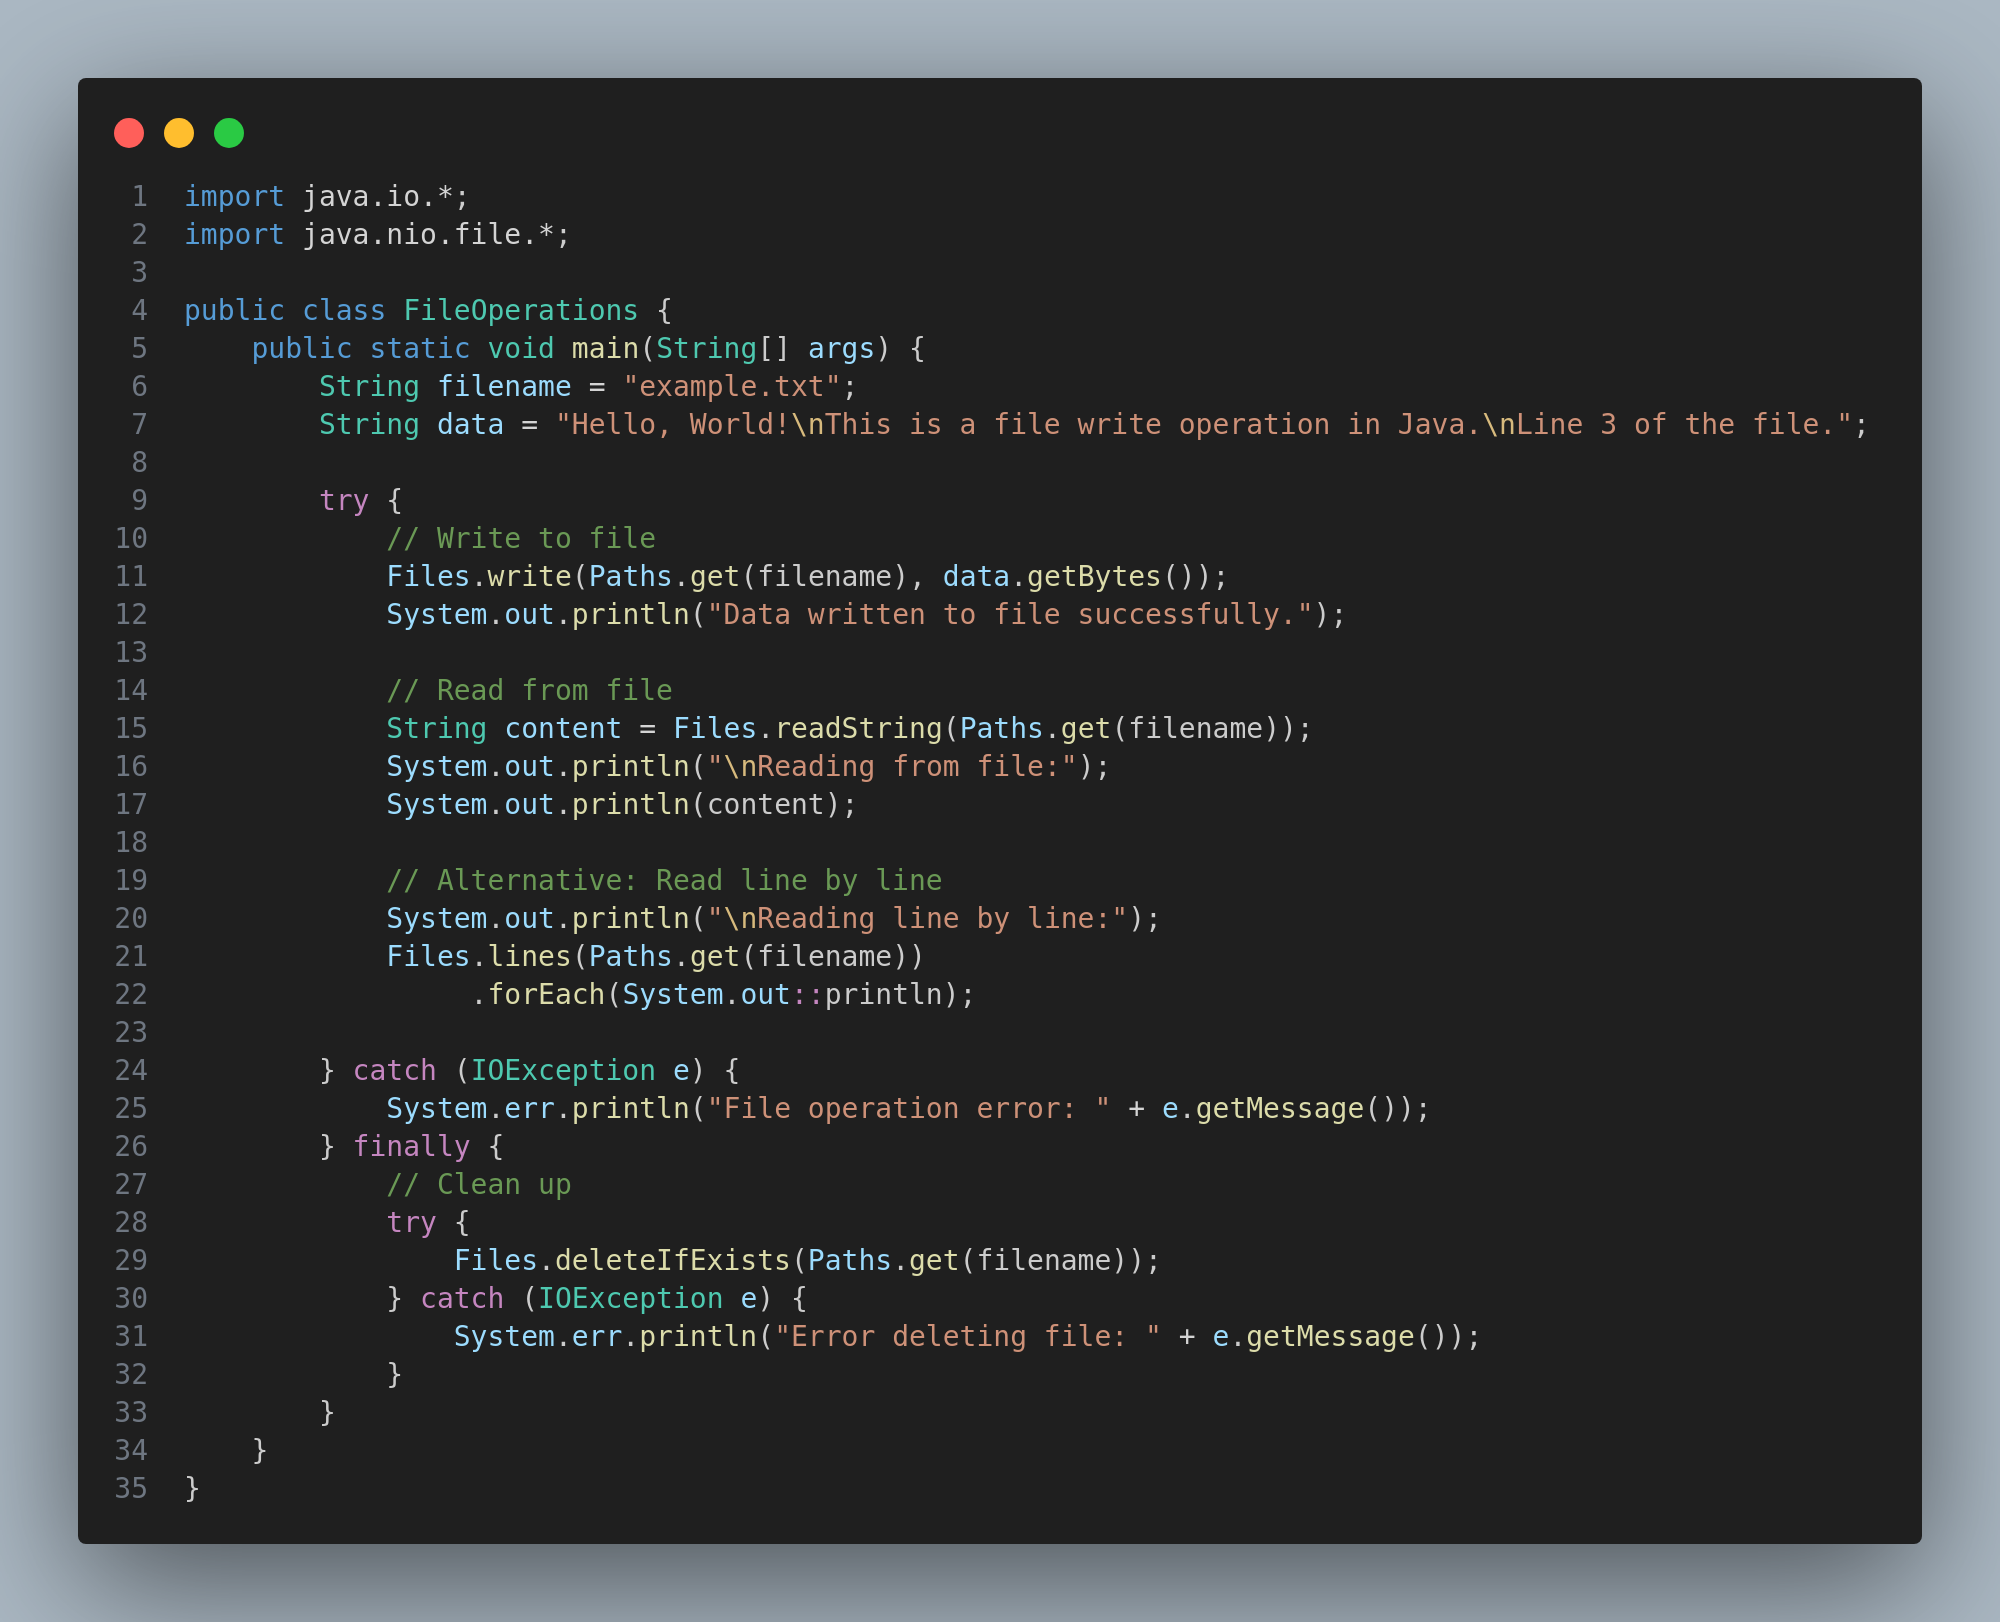 1 import java.io.*;
2 import java.nio.file.*;
3
4 public class FileOperations {
5     public static void main(String[] args) {
6         String filename = "example.txt";
7         String data = "Hello, World!\nThis is a file write operation in Java.\nLine 3 of the file.";
8
9         try {
10             // Write to file
11             Files.write(Paths.get(filename), data.getBytes());
12             System.out.println("Data written to file successfully.");
13
14             // Read from file
15             String content = Files.readString(Paths.get(filename));
16             System.out.println("\nReading from file:");
17             System.out.println(content);
18
19             // Alternative: Read line by line
20             System.out.println("\nReading line by line:");
21             Files.lines(Paths.get(filename))
22                  .forEach(System.out::println);
23
24         } catch (IOException e) {
25             System.err.println("File operation error: " + e.getMessage());
26         } finally {
27             // Clean up
28             try {
29                 Files.deleteIfExists(Paths.get(filename));
30             } catch (IOException e) {
31                 System.err.println("Error deleting file: " + e.getMessage());
32             }
33         }
34     }
35 }